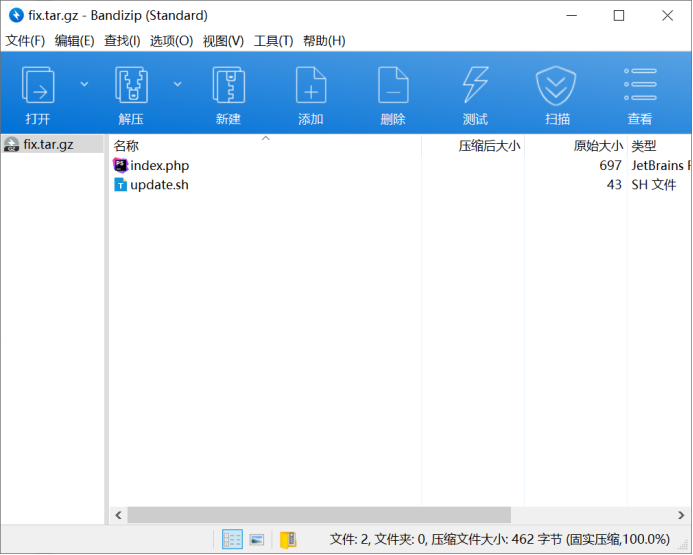 fix.tar.gz - Bandizip (Standard)
文件(F) 编辑(E) 查找(I) 选项(O) 视图(V) 工具(T) 帮助(H)
打开 解压 新建 添加 删除 测试 扫描 查看
fix.tar.gz
名称 压缩后大小 原始大小 类型
index.php 697 JetBrains
update.sh 43 SH 文件
文件: 2, 文件夹: 0, 压缩文件大小: 462 字节 (固实压缩,100.0%)